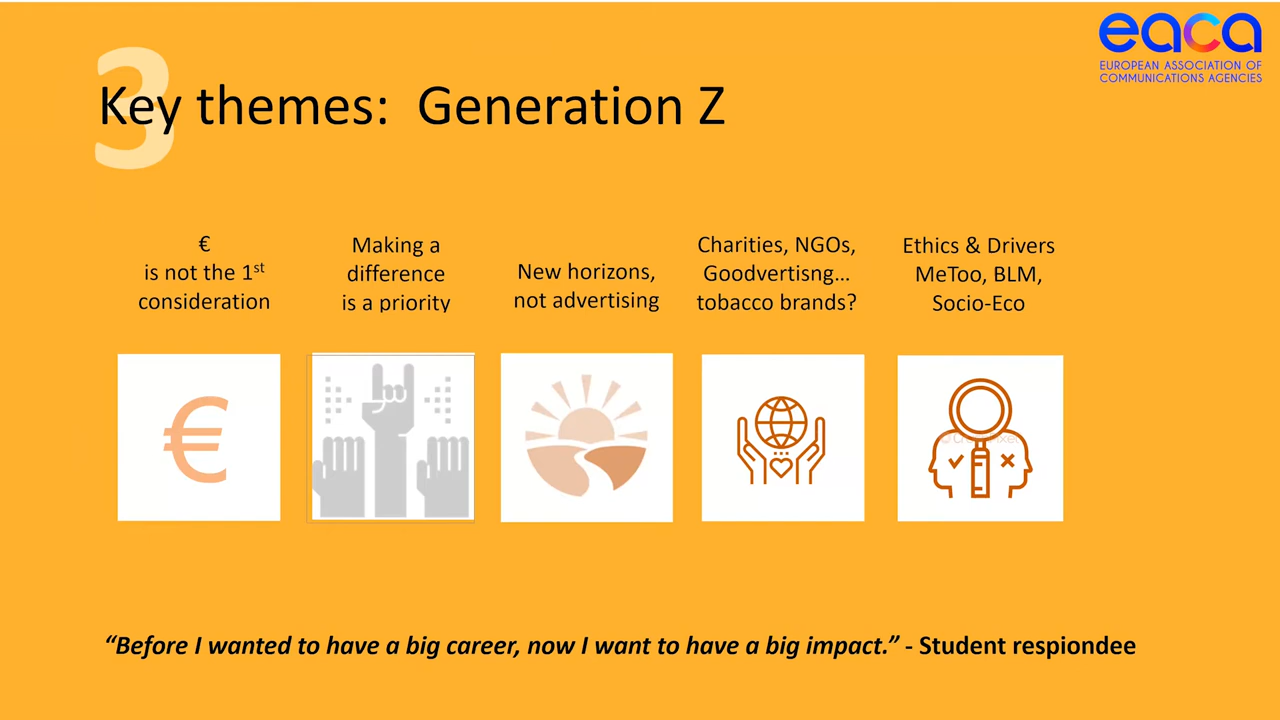 eaca
EUROPEAN ASSOCIATION OF
COMMUNICATIONS AGENCIES
3
Key themes: Generation Z
€
is not the 1st
consideration
Making a
difference
is a priority
New horizons,
not advertising
Charities, NGOs,
Goodvertisng...
tobacco brands?
Ethics & Drivers
MeToo, BLM,
Socio-Eco
€
“Before I wanted to have a big career, now I want to have a big impact.” - Student respiondee